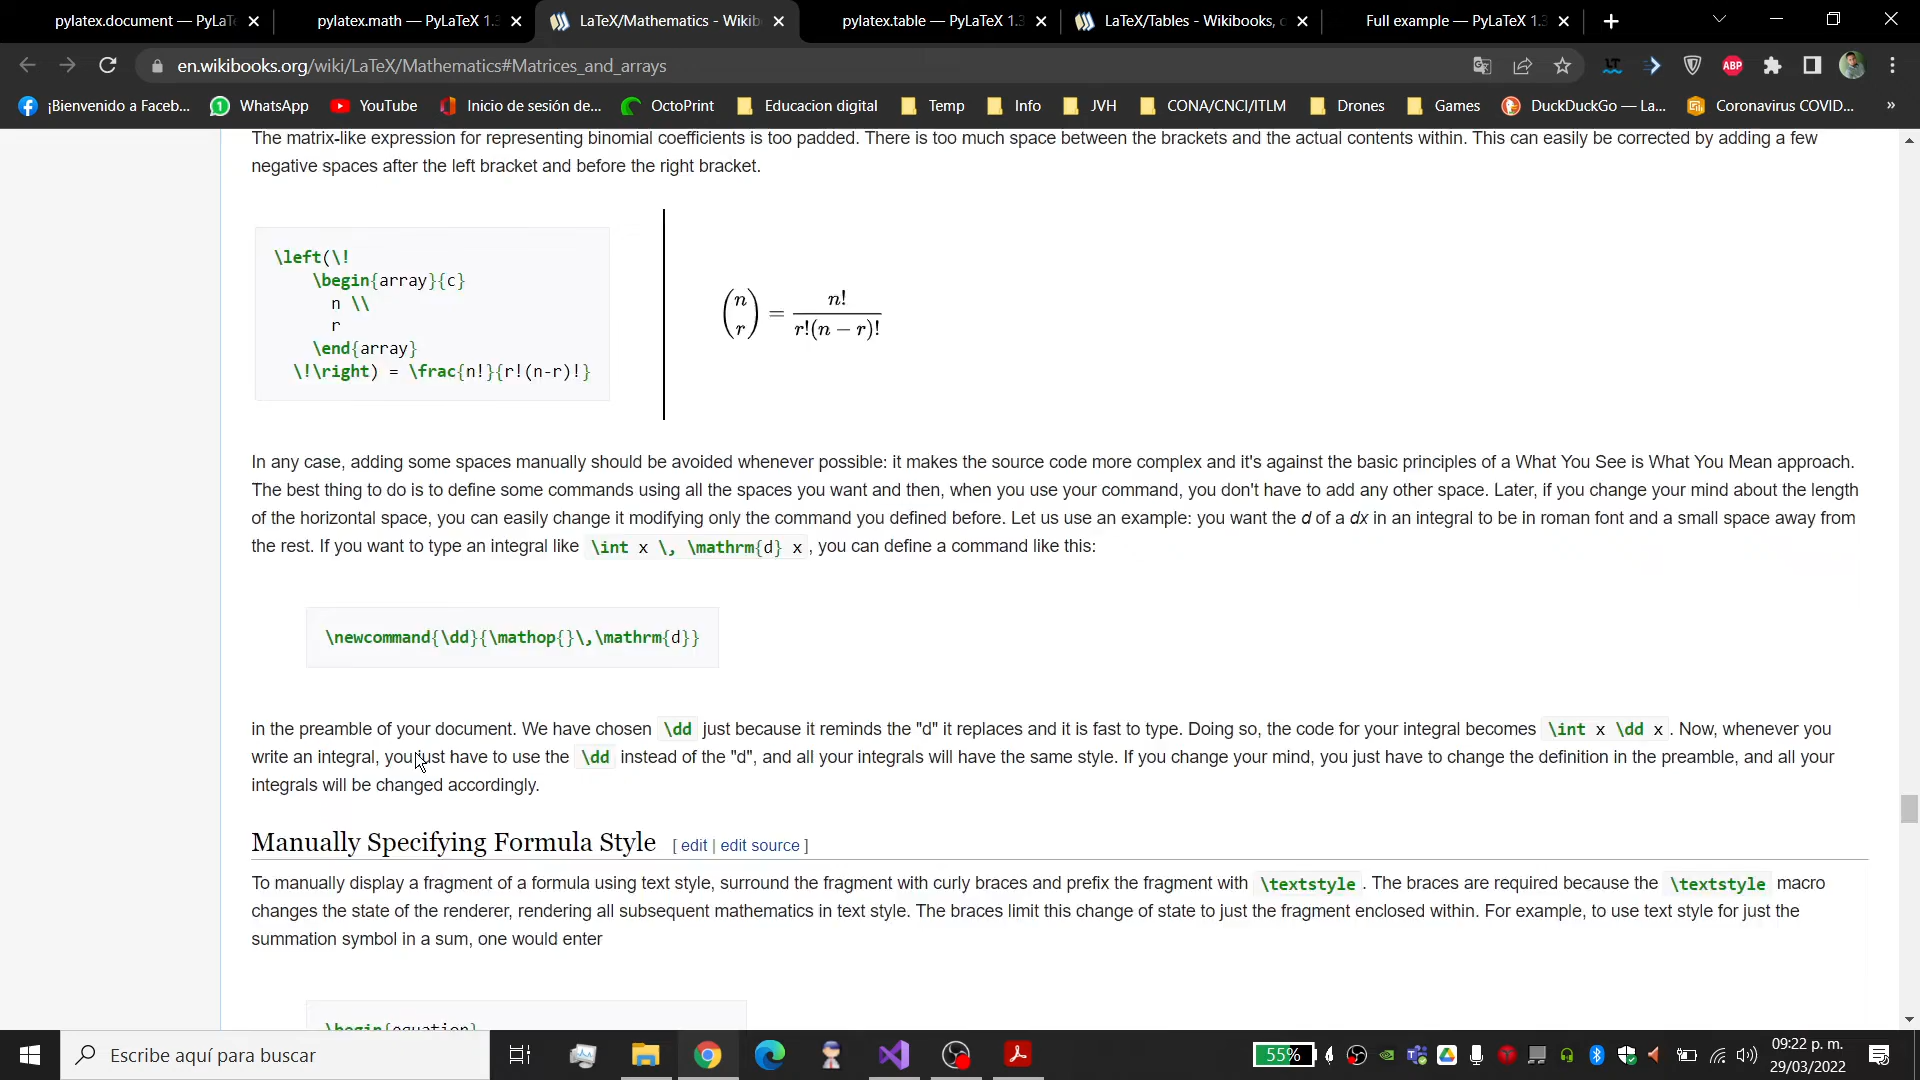 pylatex.document — PyLaT
pylatex.math — PyLaTeX 1.3
LaTeX/Mathematics - Wikib
pylatex.table — PyLaTeX 1.3
LaTeX/Tables - Wikibooks, o
Full example — PyLaTeX 1.3
en.wikibooks.org/wiki/LaTeX/Mathematics#Matrices_and_arrays
LT
ABP
¡Bienvenido a Faceb...
WhatsApp
YouTube
Inicio de sesión de...
OctoPrint
Educacion digital
Temp
Info
JVH
CONA/CNCI/ITLM
Drones
Games
DuckDuckGo — La...
Coronavirus COVID...
»
The matrix-like expression for representing binomial coefficients is too padded. There is too much space between the brackets and the actual contents within. This can easily be corrected by adding a few
negative spaces after the left bracket and before the right bracket.
\left(\!
\begin{array}{c}
n \\
r
\end{array}
\!\right) = \frac{n!}{r!(n-r)!}
(n r) = n! / r!(n − r)!
In any case, adding some spaces manually should be avoided whenever possible: it makes the source code more complex and it's against the basic principles of a What You See is What You Mean approach.
The best thing to do is to define some commands using all the spaces you want and then, when you use your command, you don't have to add any other space. Later, if you change your mind about the length
of the horizontal space, you can easily change it modifying only the command you defined before. Let us use an example: you want the d of a dx in an integral to be in roman font and a small space away from
the rest. If you want to type an integral like \int x \, \mathrm{d} x , you can define a command like this:
\newcommand{\dd}{\mathop{}\,\mathrm{d}}
in the preamble of your document. We have chosen \dd just because it reminds the "d" it replaces and it is fast to type. Doing so, the code for your integral becomes \int x \dd x . Now, whenever you
write an integral, you just have to use the \dd instead of the "d", and all your integrals will have the same style. If you change your mind, you just have to change the definition in the preamble, and all your
integrals will be changed accordingly.
Manually Specifying Formula Style [ edit | edit source ]
To manually display a fragment of a formula using text style, surround the fragment with curly braces and prefix the fragment with \textstyle . The braces are required because the \textstyle macro
changes the state of the renderer, rendering all subsequent mathematics in text style. The braces limit this change of state to just the fragment enclosed within. For example, to use text style for just the
summation symbol in a sum, one would enter
\begin{equation}
Escribe aquí para buscar
55%
09:22 p. m.
29/03/2022